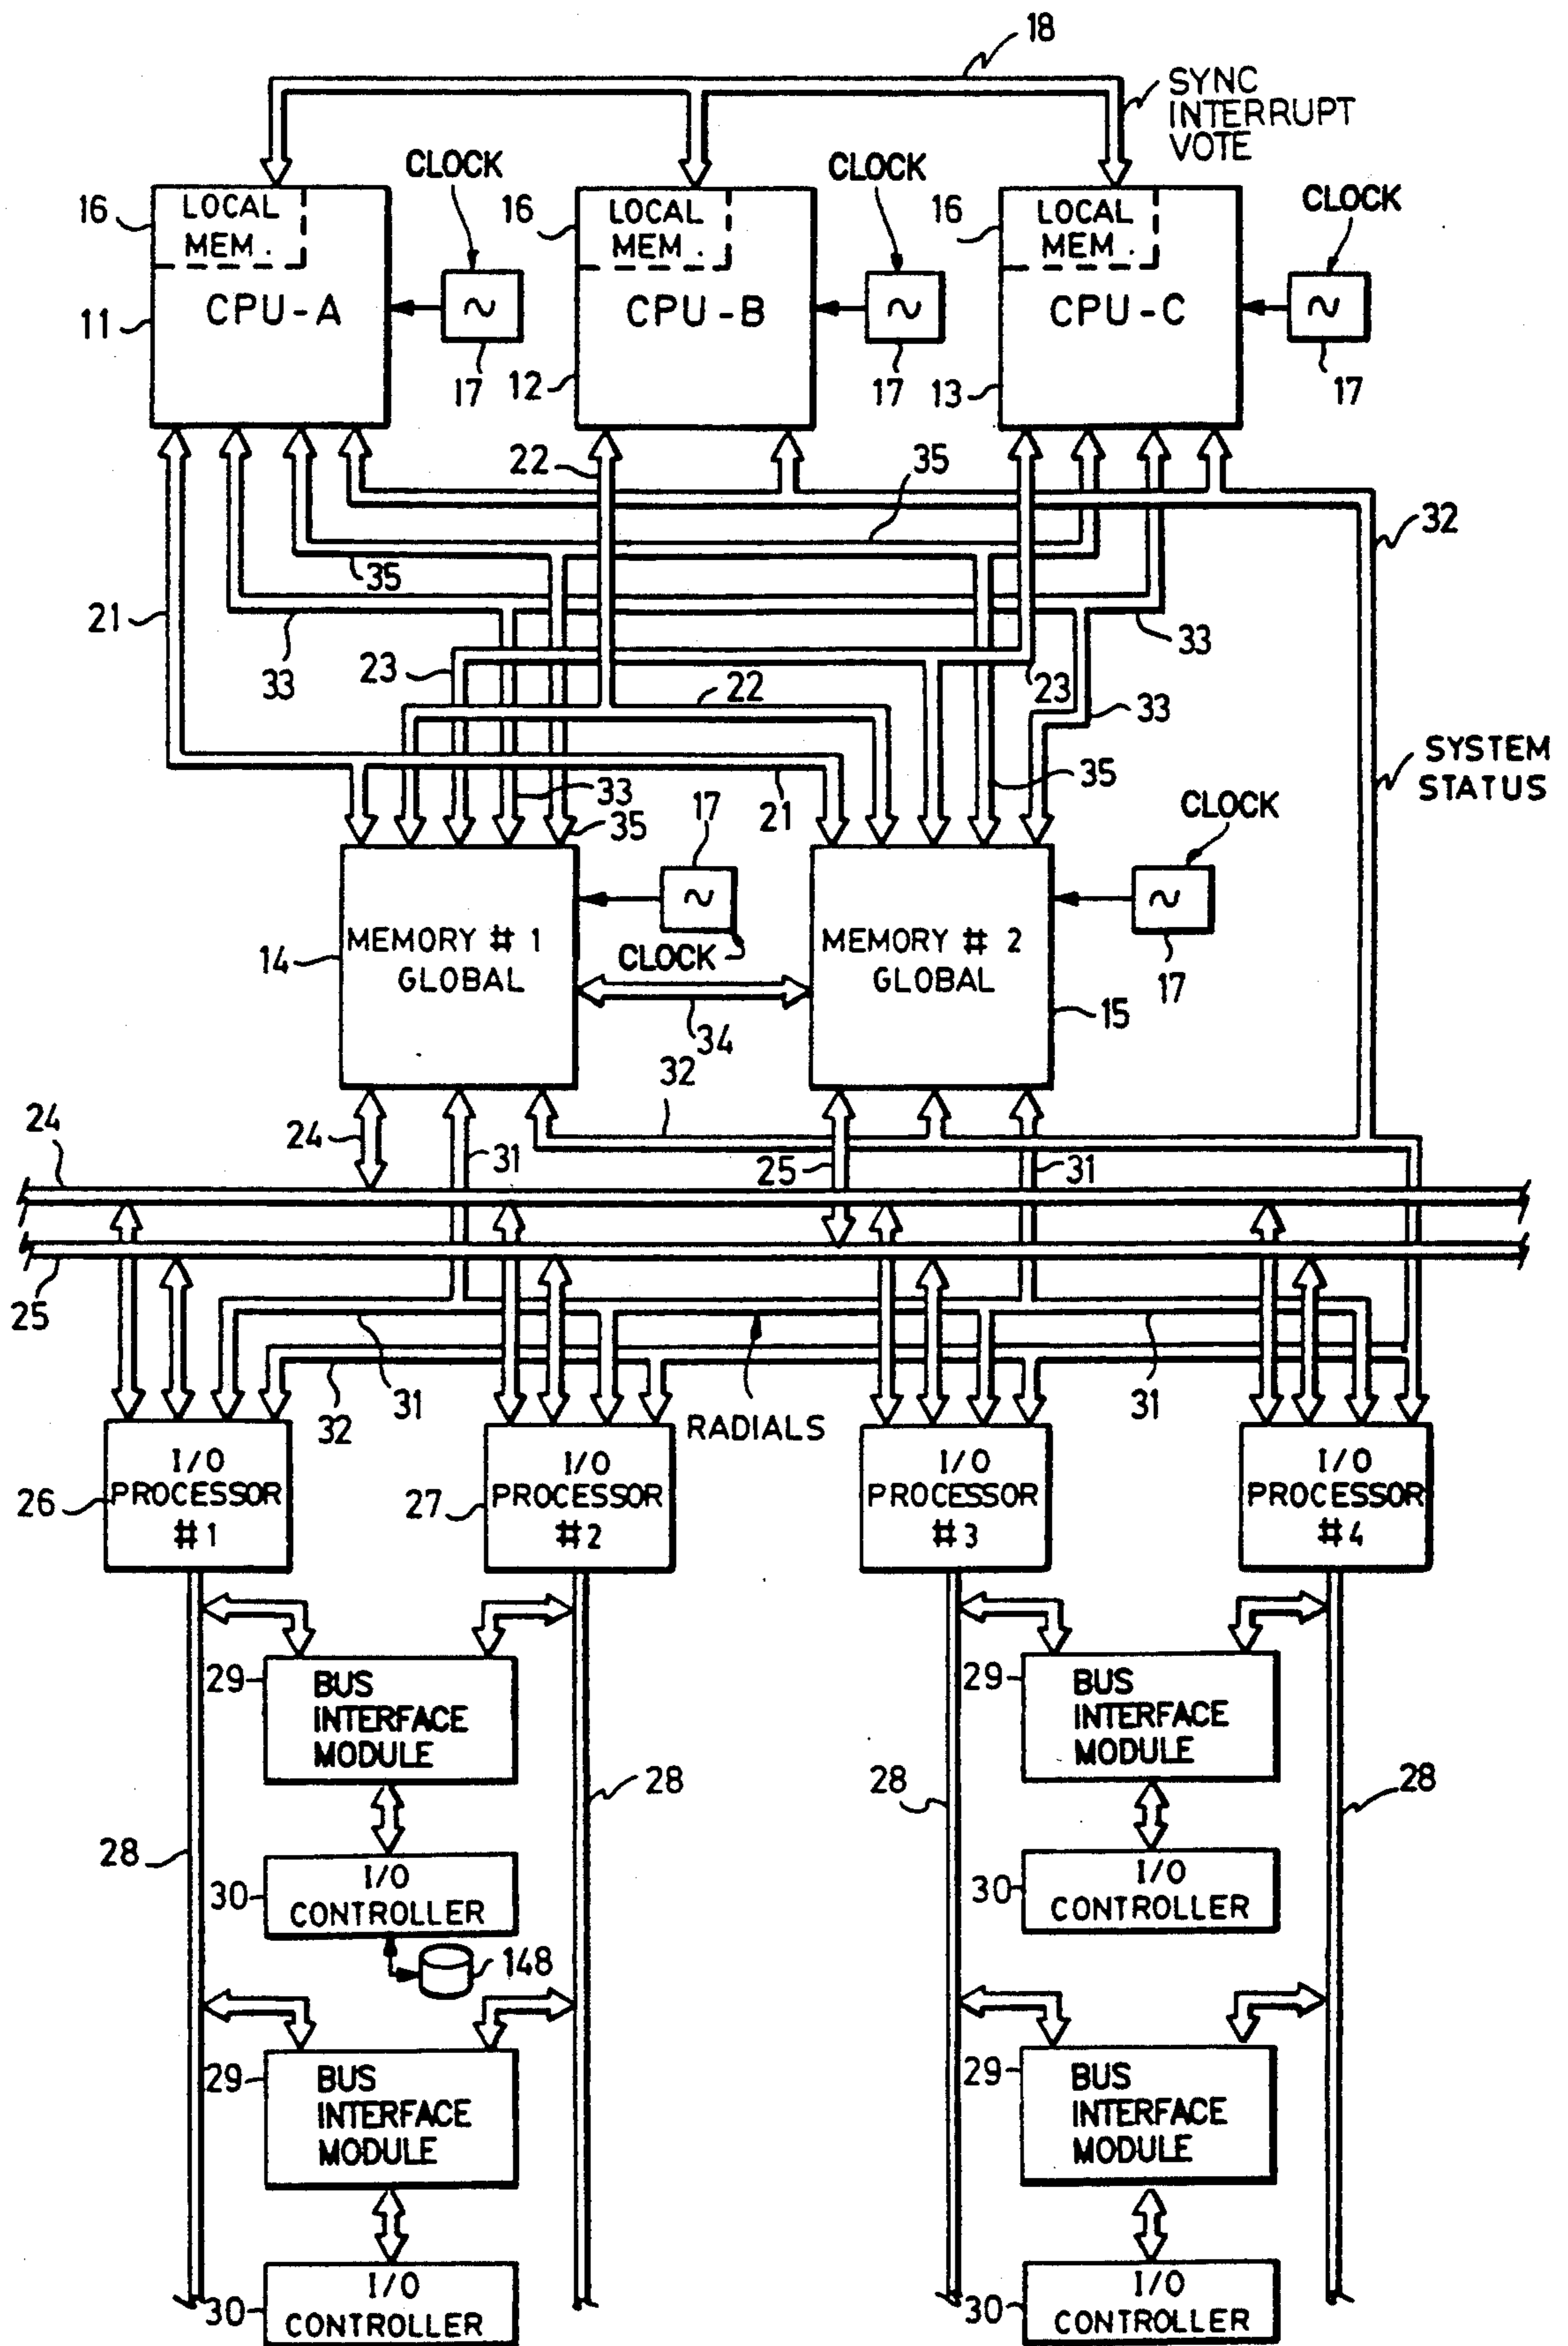 18
SYNC
INTERRUPT
VOTE
CLOCK
CLOCK
CLOCK
16
LOCAL
MEM.
16
LOCAL
MEM.
16
LOCAL
MEM.
11
CPU-A
~
17
12
CPU-B
~
17
13
CPU-C
~
17
22
35
32
35
21
33
33
23
22
23
33
SYSTEM
STATUS
35
33
21
35
17
CLOCK
~
~
14
MEMORY # 1
GLOBAL
CLOCK
MEMORY # 2
GLOBAL
17
34
15
32
24
24
31
25
31
25
31
31
32
RADIALS
26
I/O
PROCESSOR
#1
27
I/O
PROCESSOR
#2
I/O
PROCESSOR
#3
I/O
PROCESSOR
#4
29
BUS
INTERFACE
MODULE
29
BUS
INTERFACE
MODULE
28
28
28
28
30
I/O
CONTROLLER
30
I/O
CONTROLLER
148
29
BUS
INTERFACE
MODULE
29
BUS
INTERFACE
MODULE
30
I/O
CONTROLLER
30
I/O
CONTROLLER